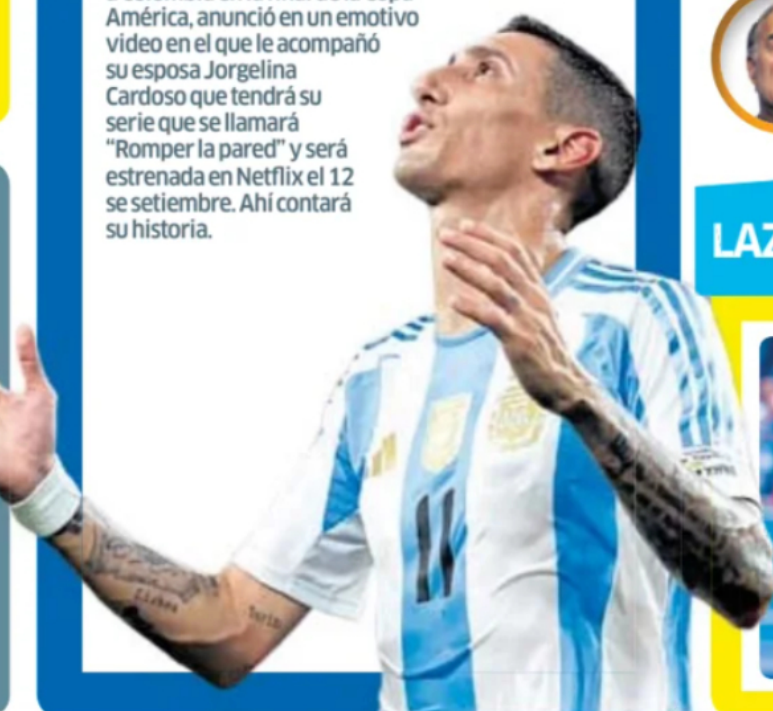 América, anunció en un emotivo
video en el que le acompañó
su esposa Jorgelina
Cardoso que tendrá su
serie que se llamará
“Romper la pared” y será
estrenada en Netflix el 12
se setiembre. Ahí contará
su historia.
LAZ
11
Lisboa